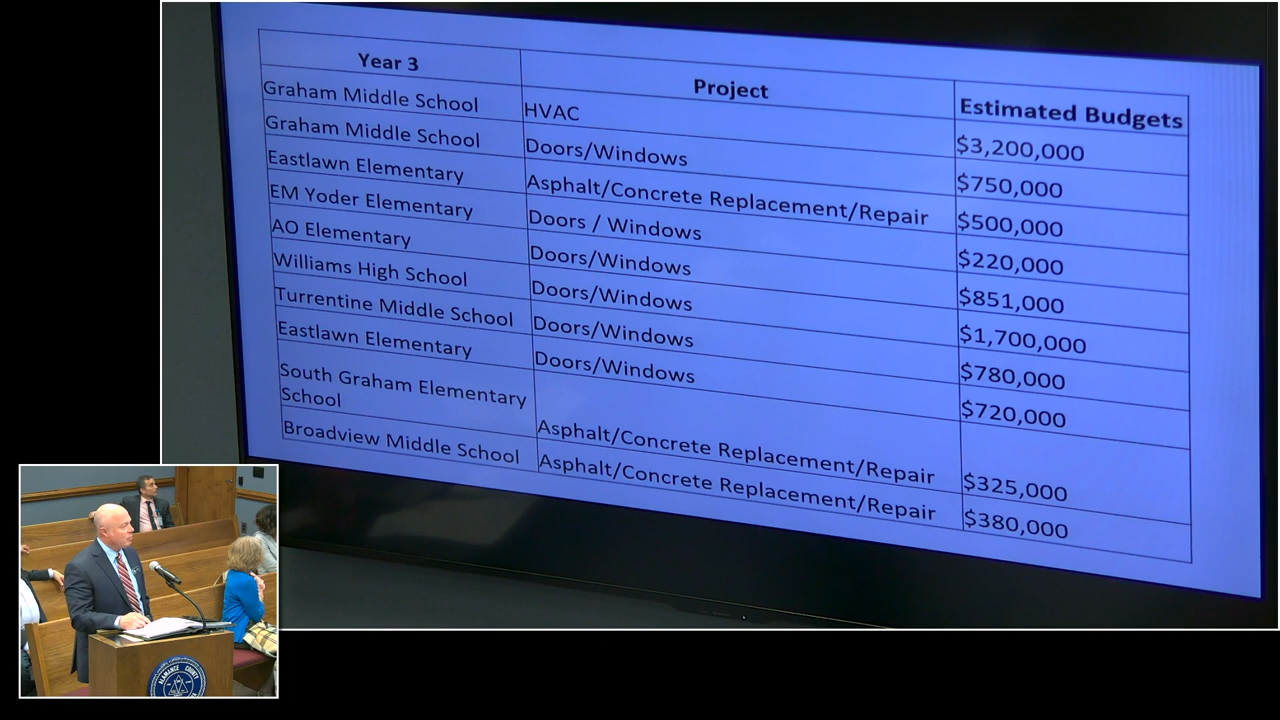 Year 3 Project Estimated Budgets
Graham Middle School HVAC $3,200,000
Graham Middle School Doors/Windows $750,000
Eastlawn Elementary Asphalt/Concrete Replacement/Repair $500,000
EM Yoder Elementary Doors / Windows $220,000
AO Elementary Doors/Windows $851,000
Williams High School Doors/Windows $1,700,000
Turrentine Middle School Doors/Windows $780,000
Eastlawn Elementary Doors/Windows $720,000
South Graham Elementary
School Asphalt/Concrete Replacement/Repair $325,000
Broadview Middle School Asphalt/Concrete Replacement/Repair $380,000
ALAMANCE COUNTY